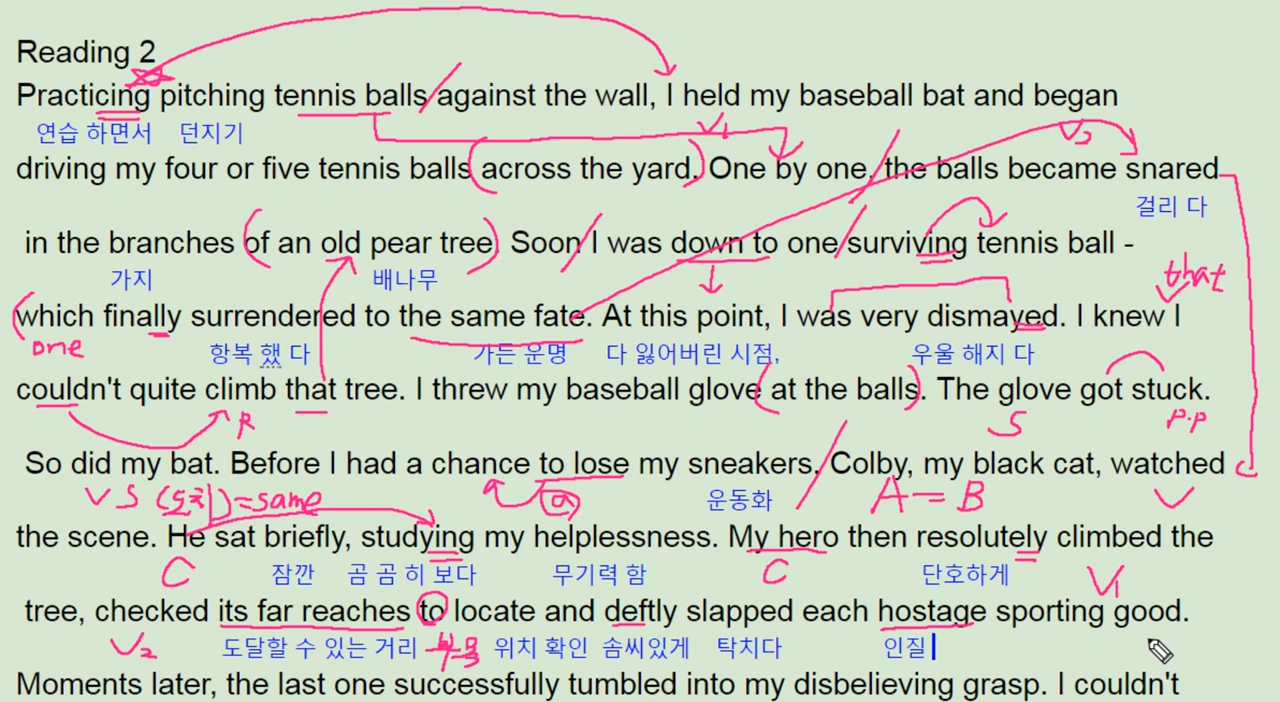 Reading 2
Practicing pitching tennis balls against the wall, I held my baseball bat and began
연습 하면서 던지기 V1 V2
driving my four or five tennis balls (across the yard.) One by one, the balls became snared
걸리 다
in the branches (of an old pear tree). Soon I was down to one surviving tennis ball -
가지 배나무 that
(which finally surrendered to the same fate. At this point, I was very dismayed. I knew I
one 항복 했 다 가든 운명 다 잃어버린 시점, 우울 해지 다
couldn't quite climb that tree. I threw my baseball glove (at the balls). The glove got stuck.
R S P.P
So did my bat. Before I had a chance to lose my sneakers, Colby, my black cat, watched
V S (도치)=same 운동화 A = B V
the scene. He sat briefly, studying my helplessness. My hero then resolutely climbed the
C 잠깐 곰 곰 히 보다 무기력 함 C 단호하게 V1
tree, checked its far reaches to locate and deftly slapped each hostage sporting good.
V2 도달할 수 있는 거리 위치 확인 솜씨있게 탁치다 인질
Moments later, the last one successfully tumbled into my disbelieving grasp. I couldn't